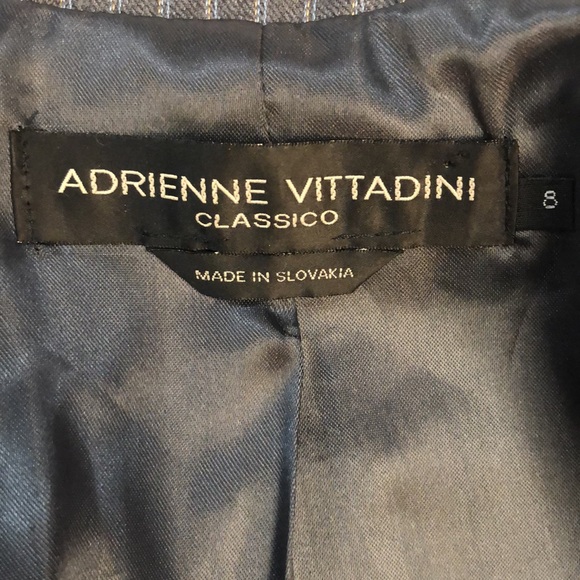 ADRIENNE VITTADINI
CLASSICO
8
MADE IN SLOVAKIA